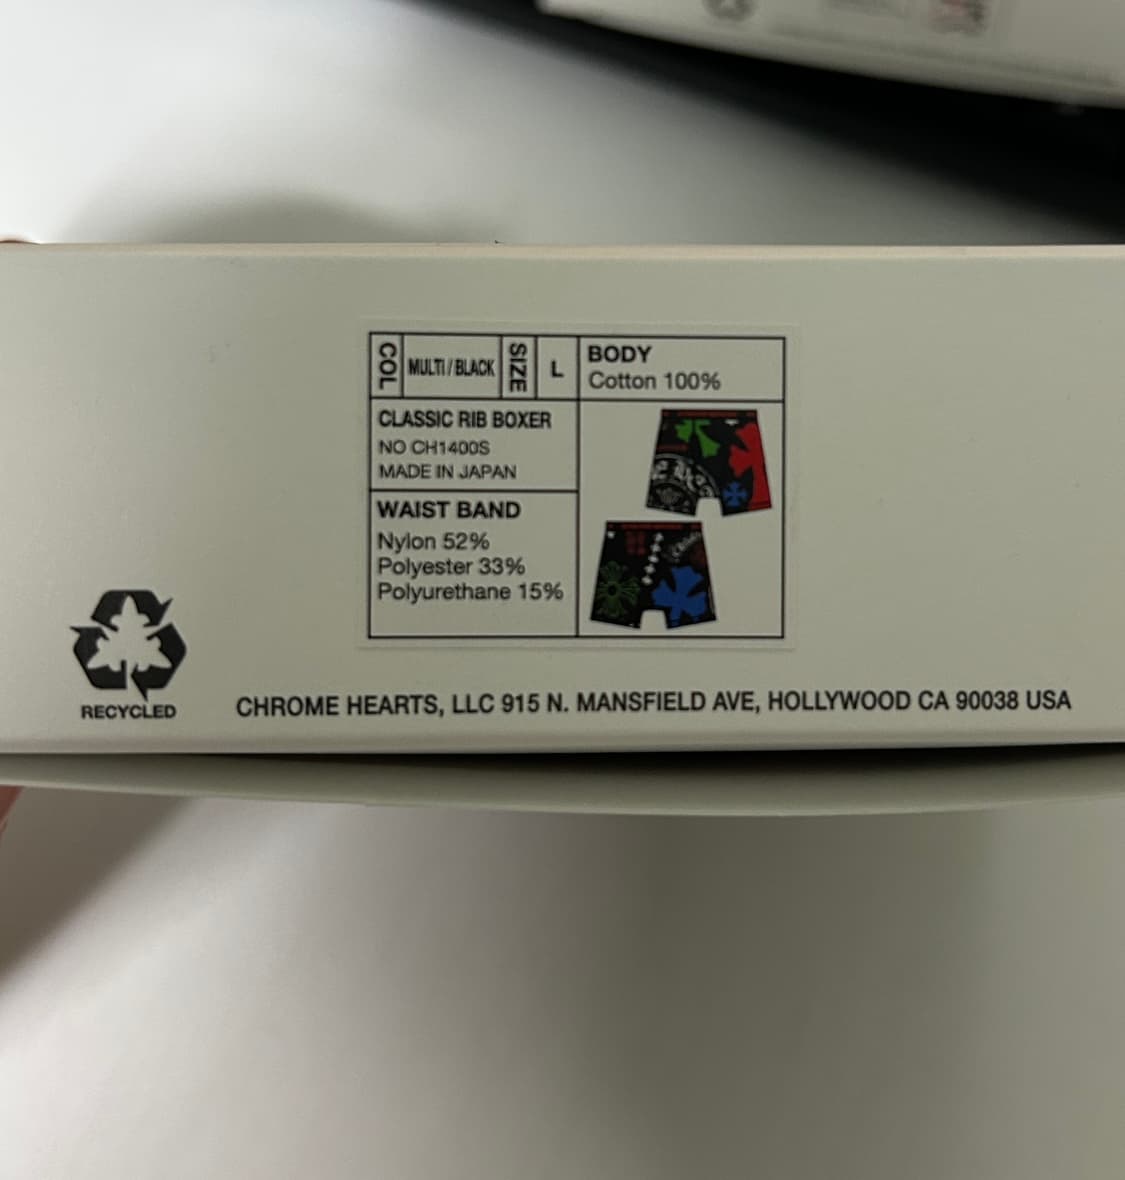 COL MULTI/BLACK SIZE L
BODY
Cotton 100%
CLASSIC RIB BOXER
NO CH1400S
MADE IN JAPAN
WAIST BAND
Nylon 52%
Polyester 33%
Polyurethane 15%
RECYCLED
CHROME HEARTS, LLC 915 N. MANSFIELD AVE, HOLLYWOOD CA 90038 USA